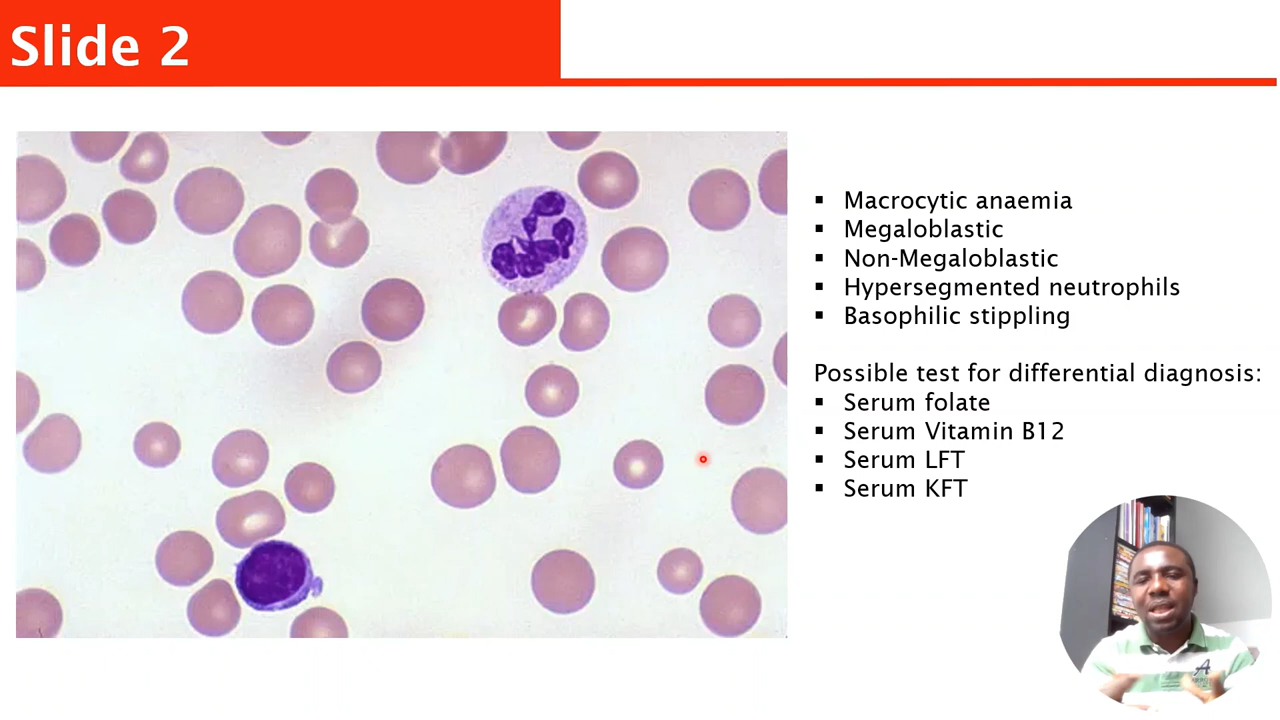 Slide 2
▪ Macrocytic anaemia
▪ Megaloblastic
▪ Non-Megaloblastic
▪ Hypersegmented neutrophils
▪ Basophilic stippling
Possible test for differential diagnosis:
▪ Serum folate
▪ Serum Vitamin B12
▪ Serum LFT
▪ Serum KFT